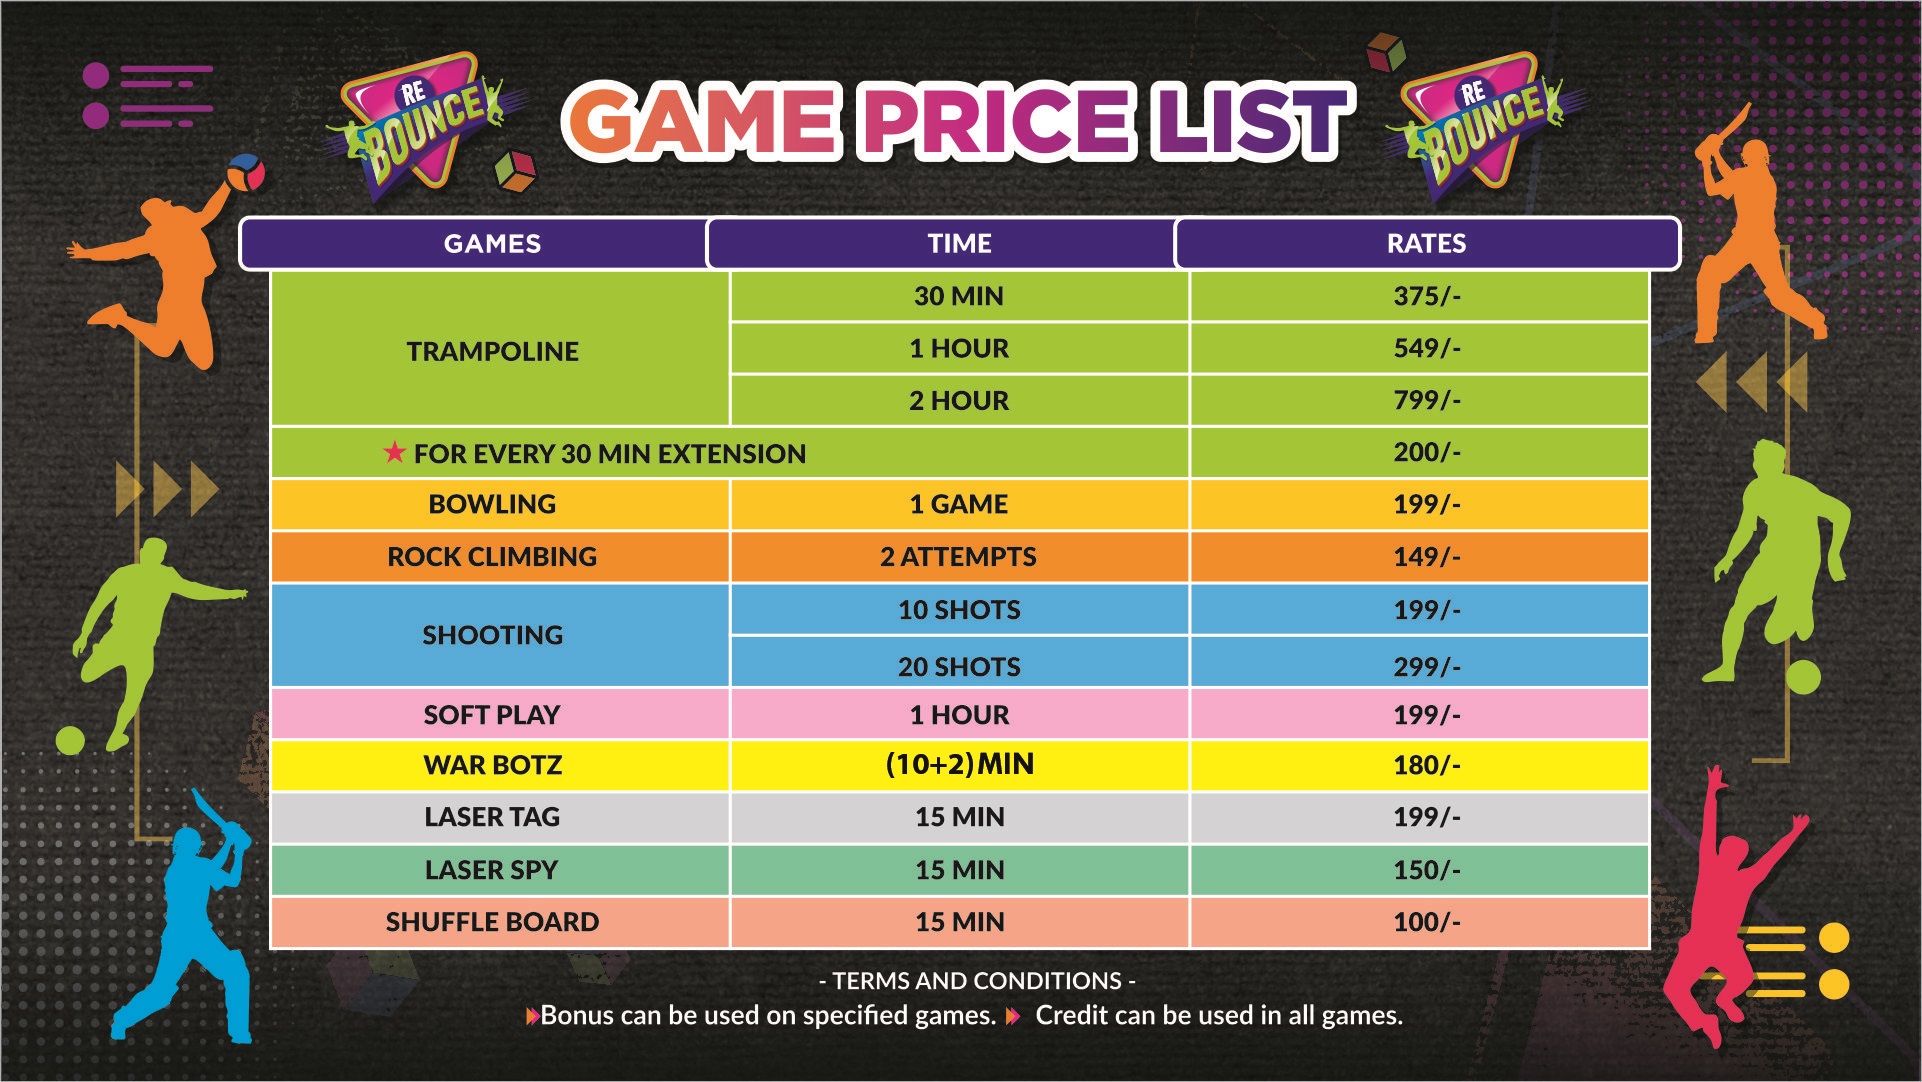 RE
BOUNCE
GAME PRICE LIST
RE
BOUNCE
GAMES TIME RATES
TRAMPOLINE
30 MIN 375/-
1 HOUR 549/-
2 HOUR 799/-
★ FOR EVERY 30 MIN EXTENSION 200/-
BOWLING 1 GAME 199/-
ROCK CLIMBING 2 ATTEMPTS 149/-
SHOOTING
10 SHOTS 199/-
20 SHOTS 299/-
SOFT PLAY 1 HOUR 199/-
WAR BOTZ (10+2)MIN 180/-
LASER TAG 15 MIN 199/-
LASER SPY 15 MIN 150/-
SHUFFLE BOARD 15 MIN 100/-
- TERMS AND CONDITIONS -
Bonus can be used on specified games. Credit can be used in all games.